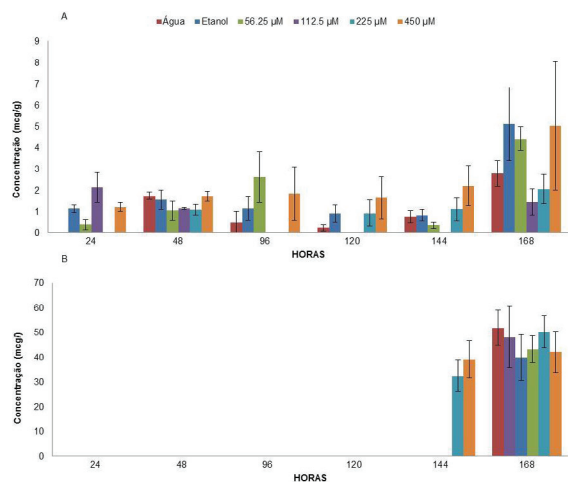 A
Água Etanol 56.25 µM 112.5 µM 225 µM 450 µM
Concentração (mcg/g)
9
8
7
6
5
4
3
2
1
0
24 48 96 120 144 168
HORAS
B
Concentração (mcg/)
70
60
50
40
30
20
10
0
24 48 96 120 144 168
HORAS